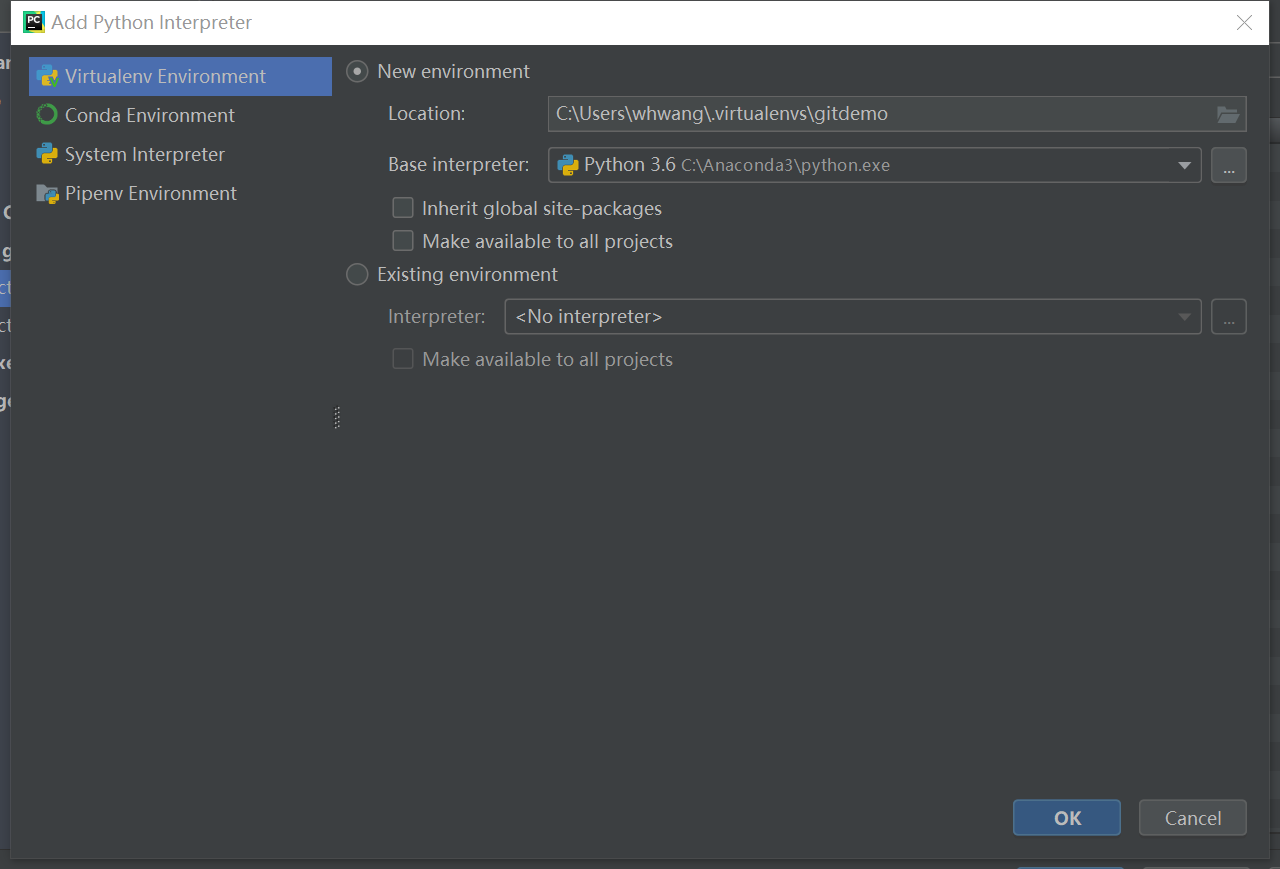 PC Add Python Interpreter
Virtualenv Environment
Conda Environment
System Interpreter
Pipenv Environment
New environment
Location: C:\Users\whwang\.virtualenvs\gitdemo
Base interpreter: Python 3.6 C:\Anaconda3\python.exe ...
Inherit global site-packages
Make available to all projects
Existing environment
Interpreter: <No interpreter> ...
Make available to all projects
OK Cancel